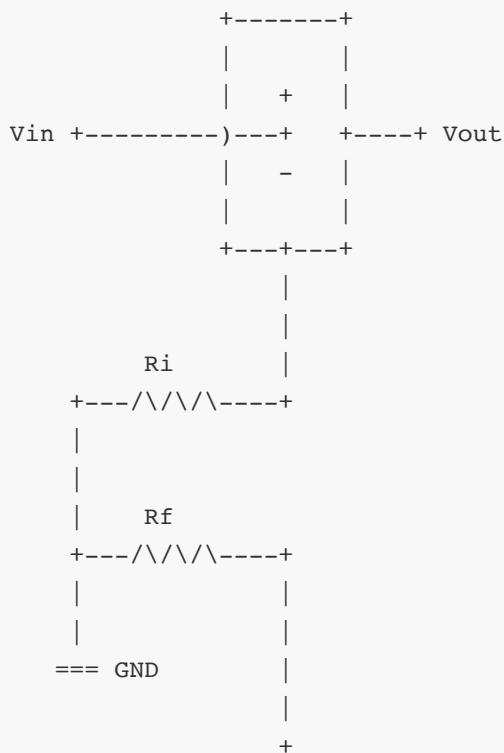 +-------+
|       |
|   +   |
Vin +---------)---+   +----+ Vout
|   -   |
|       |
+---+---+
|
|
Ri       |
+---/\/\/\----+
|
|
|    Rf
+---/\/\/\----+
|             |
|             |
=== GND       |
|
+